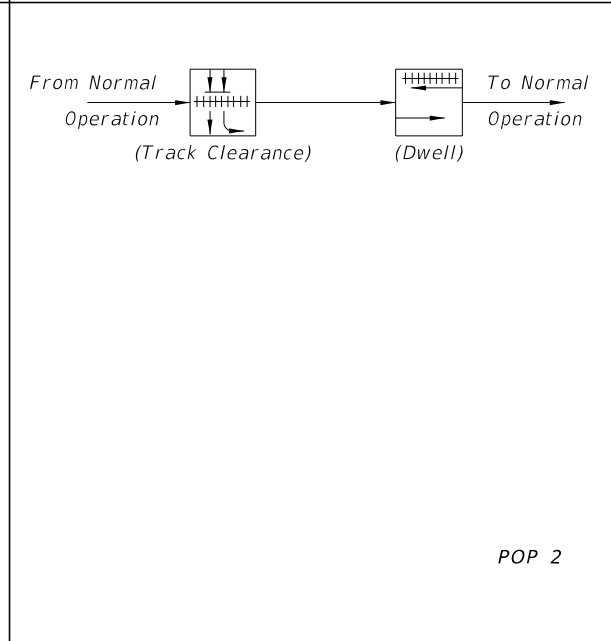 From Normal
Operation
(Track Clearance)
(Dwell)
To Normal
Operation
POP 2